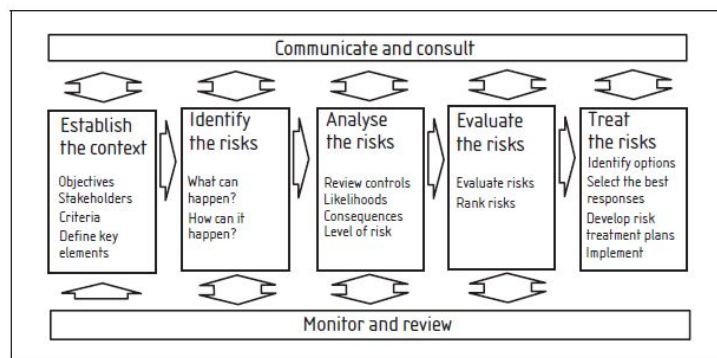 Communicate and consult
Establish
the context
Objectives
Stakeholders
Criteria
Define key
elements
Identify
the risks
What can
happen?
How can it
happen?
Analyse
the risks
Review controls
Likelihoods
Consequences
Level of risk
Evaluate
the risks
Evaluate risks
Rank risks
Treat
the risks
Identify options
Select the best
responses
Develop risk
treatment plans
Implement
Monitor and review